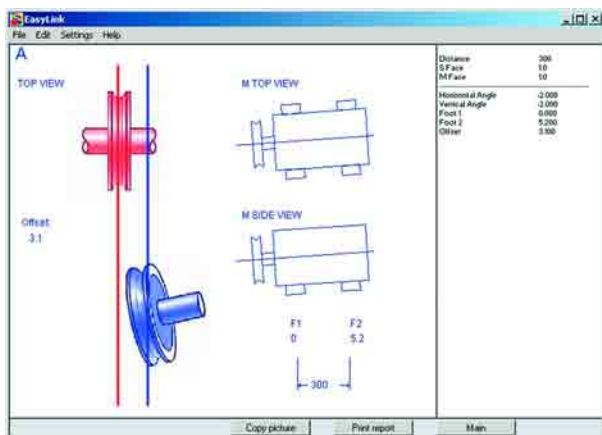 EasyLink
File Edit Settings Help
A
TOP VIEW
M TOP VIEW
Offset:
3.1
M SIDE VIEW
F1 F2
0 5.2
300
Distance 300
S Face 10
M Face 10
Horizontal Angle -2.000
Vertical Angle -2.000
Foot 1 0.000
Foot 2 5.200
Offset 3.100
Copy picture Print report Main